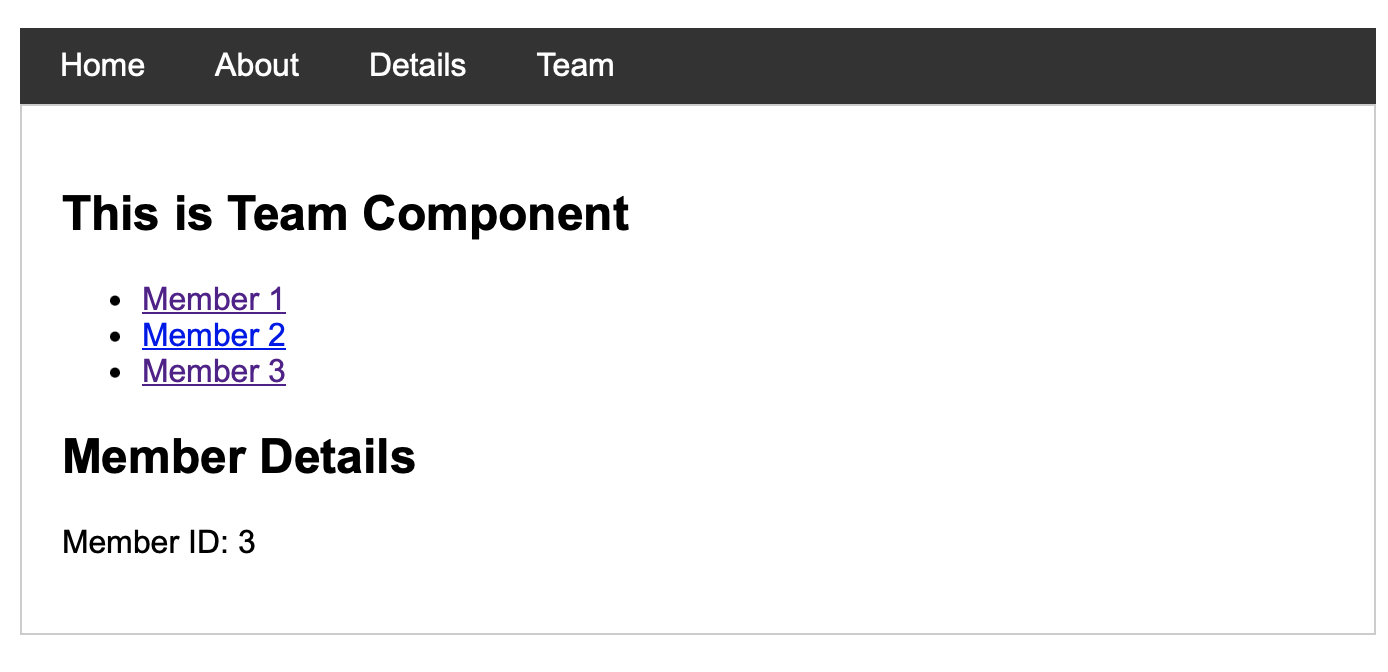 Home About Details Team
This is Team Component
Member 1
Member 2
Member 3
Member Details
Member ID: 3